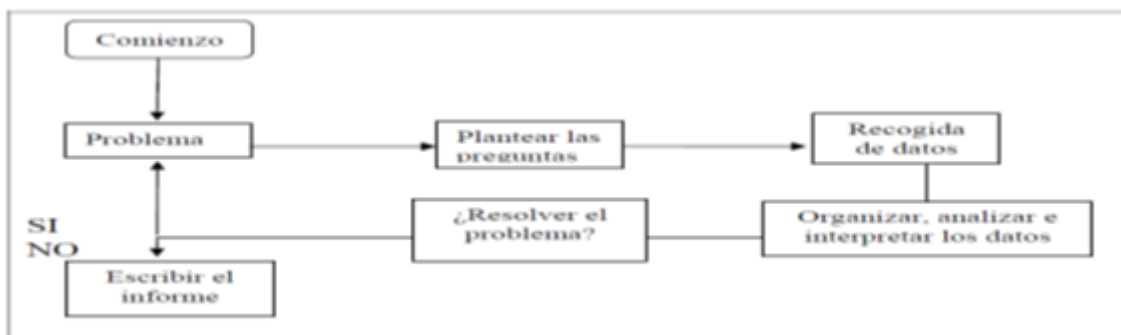 Comienzo
Problema
Plantear las
preguntas
Recogida
de datos
¿Resolver el
problema?
Organizar, analizar e
interpretar los datos
SI
NO
Escribir el
informe